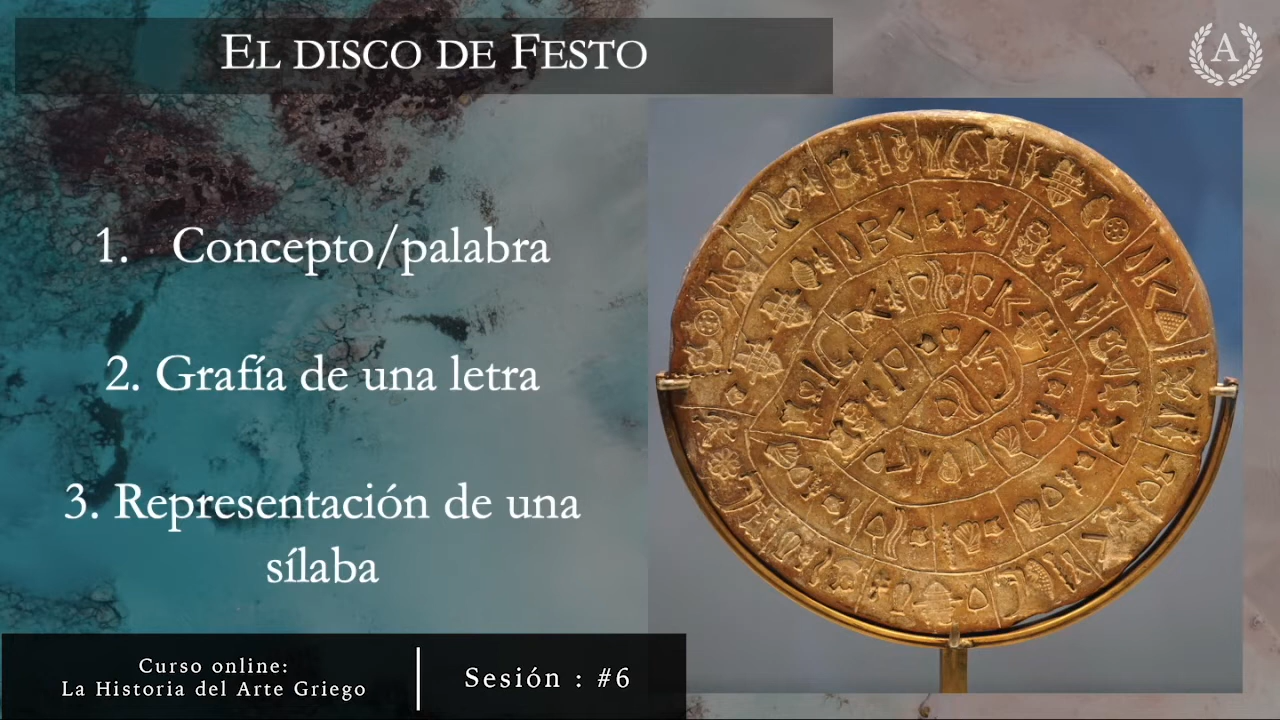 El disco de Festo
A
1. Concepto/palabra
2. Grafía de una letra
3. Representación de una
sílaba
Curso online:
La Historia del Arte Griego
Sesión : #6